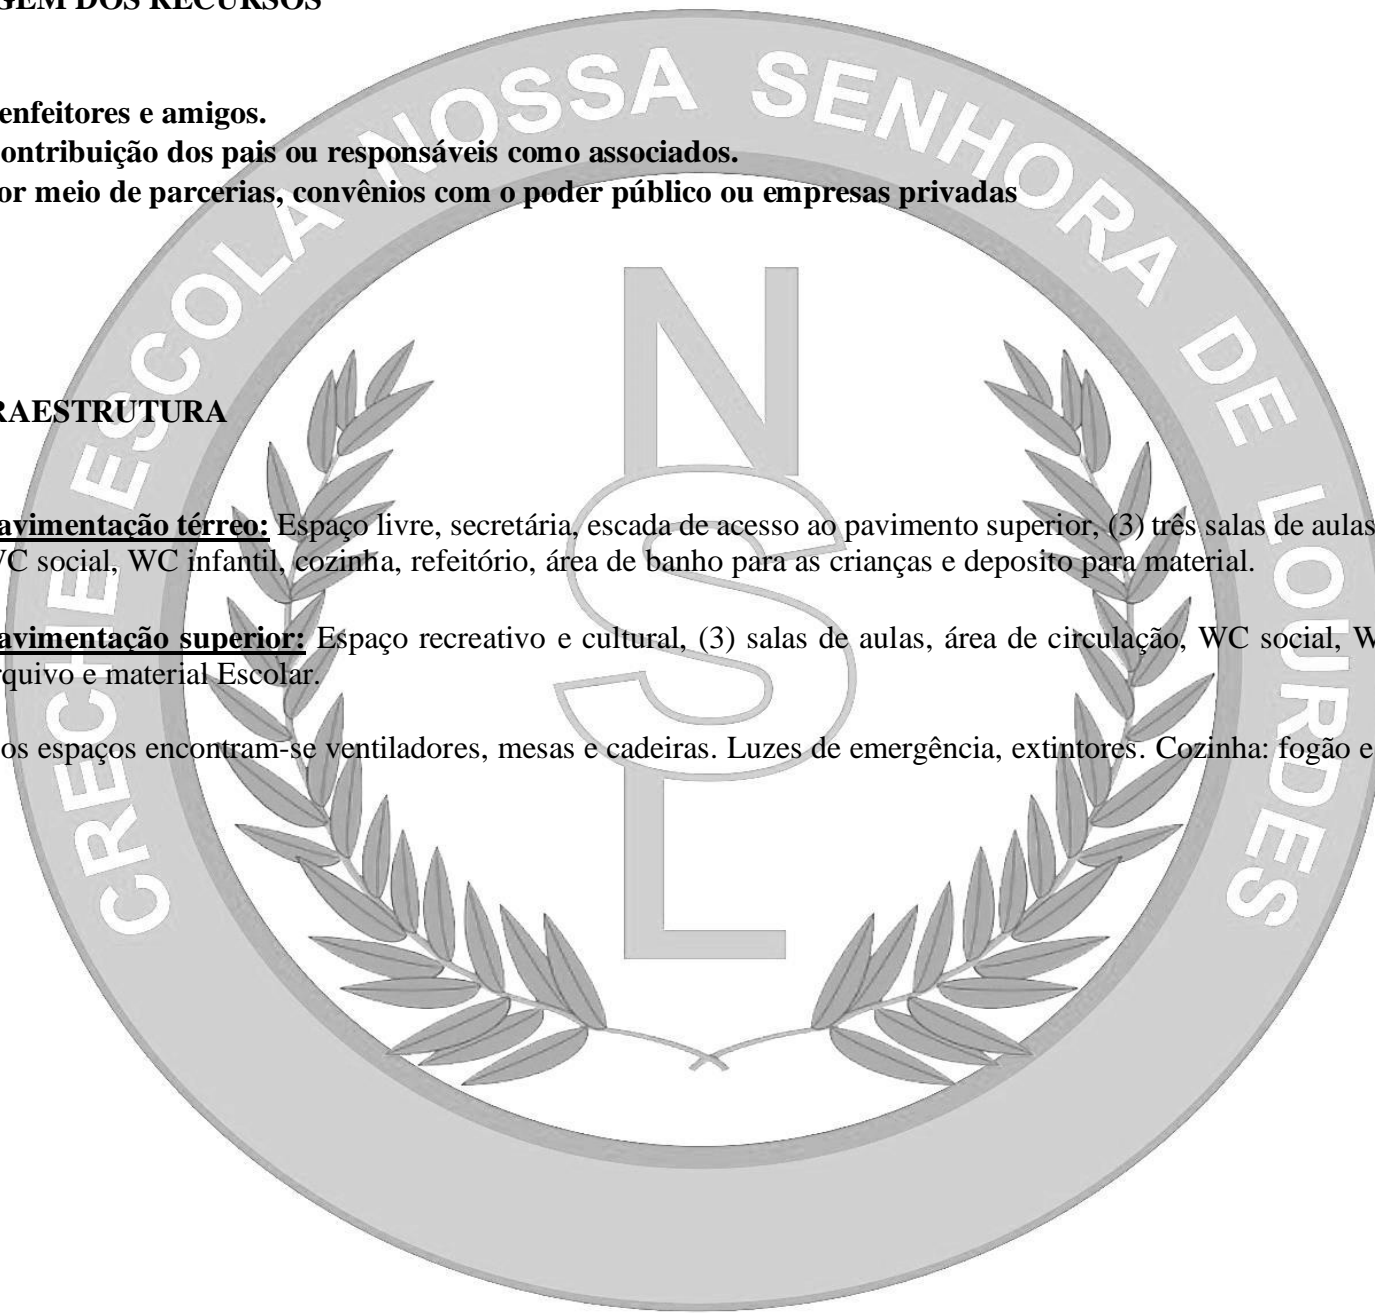 GEM DOS RECURSOS
enfeitores e amigos.
ontribuição dos pais ou responsáveis como associados.
or meio de parcerias, convênios com o poder público ou empresas privadas
RAESTRUTURA
avimentação térreo: Espaço livre, secretária, escada de acesso ao pavimento superior, (3) três salas de aulas
VC social, WC infantil, cozinha, refeitório, área de banho para as crianças e deposito para material.
avimentação superior: Espaço recreativo e cultural, (3) salas de aulas, área de circulação, WC social, W
rquivo e material Escolar.
os espaços encontram-se ventiladores, mesas e cadeiras. Luzes de emergência, extintores. Cozinha: fogão e
CRECHE ESCOLA NOSSA SENHORA DE LOURDES
N
S
L